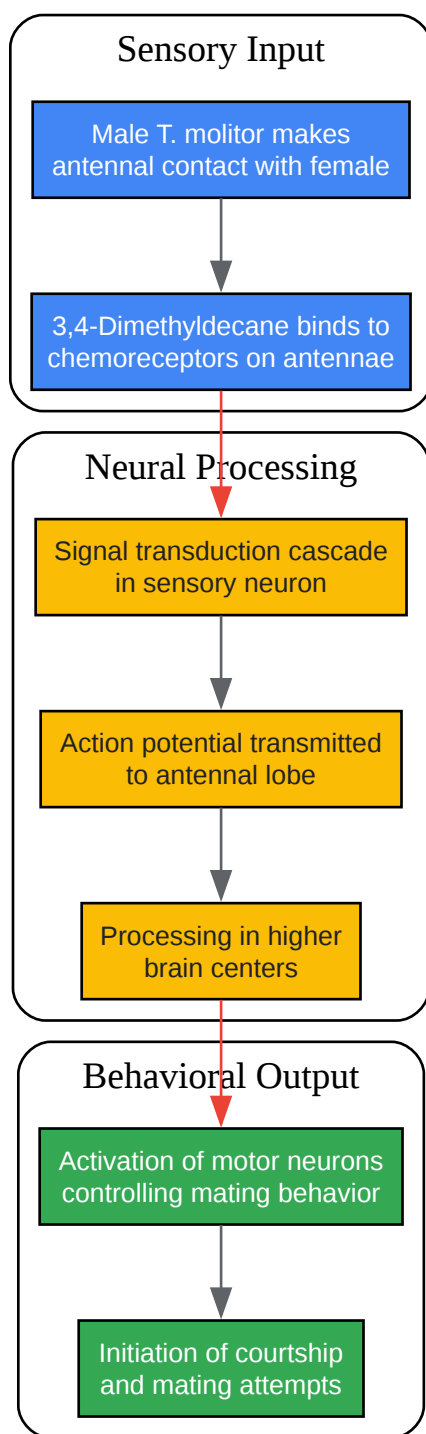 Sensory Input
Male T. molitor makes
antennal contact with female
3,4-Dimethyldecane binds to
chemoreceptors on antennae
Neural Processing
Signal transduction cascade
in sensory neuron
Action potential transmitted
to antennal lobe
Processing in higher
brain centers
Behavioral Output
Activation of motor neurons
controlling mating behavior
Initiation of courtship
and mating attempts